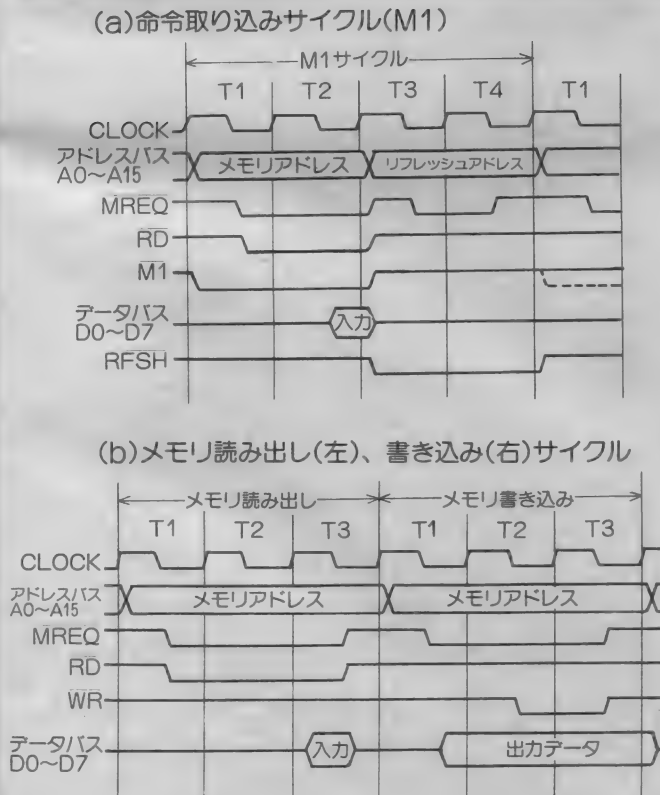 (a)命令取り込みサイクル(M1)
M1サイクル
T1 T2 T3 T4 T1
CLOCK
アドレスバス
A0〜A15
メモリアドレス リフレッシュアドレス
MREQ
RD
M1
データバス
D0〜D7
入力
RFSH
(b)メモリ読み出し(左)、書き込み(右)サイクル
メモリ読み出し メモリ書き込み
T1 T2 T3 T1 T2 T3
CLOCK
アドレスバス
A0〜A15
メモリアドレス メモリアドレス
MREQ
RD
WR
データバス
D0〜D7
入力 出力データ